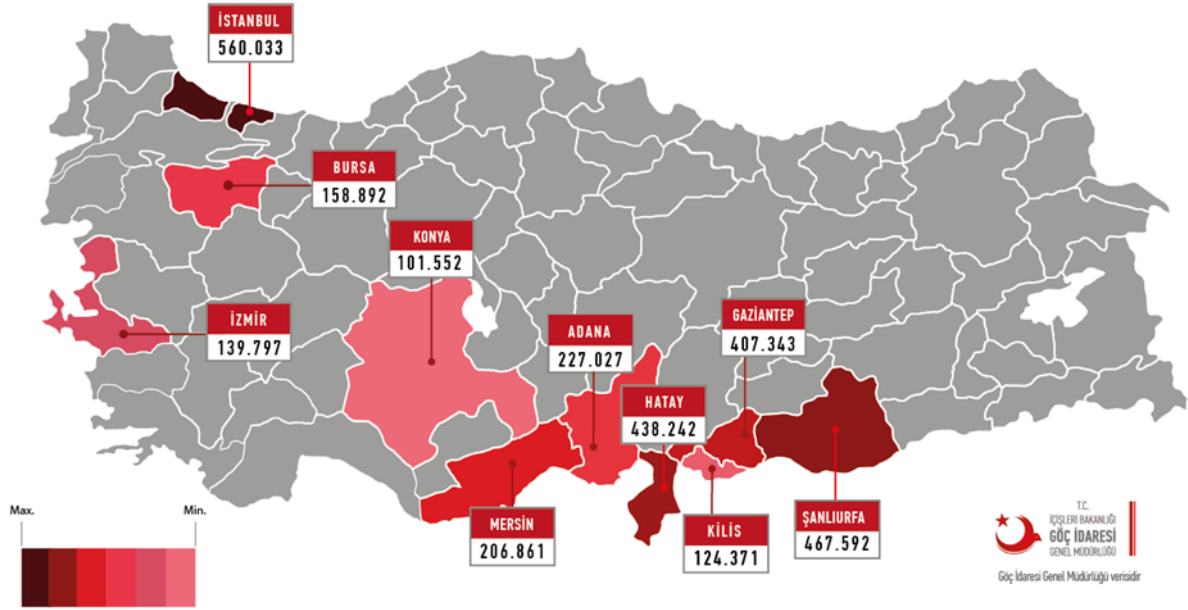 İSTANBUL
560.033
BURSA
158.892
KONYA
101.552
İZMİR
139.797
ADANA
227.027
GAZİANTEP
407.343
HATAY
438.242
MERSİN
206.861
KİLİS
124.371
ŞANLIURFA
467.592
Max.
Min.
T.C.
İÇİŞLERİ BAKANLIĞI
GÖÇ İDARESİ
GENEL MÜDÜRLÜĞÜ
Göç İdaresi Genel Müdürlüğü verisidir